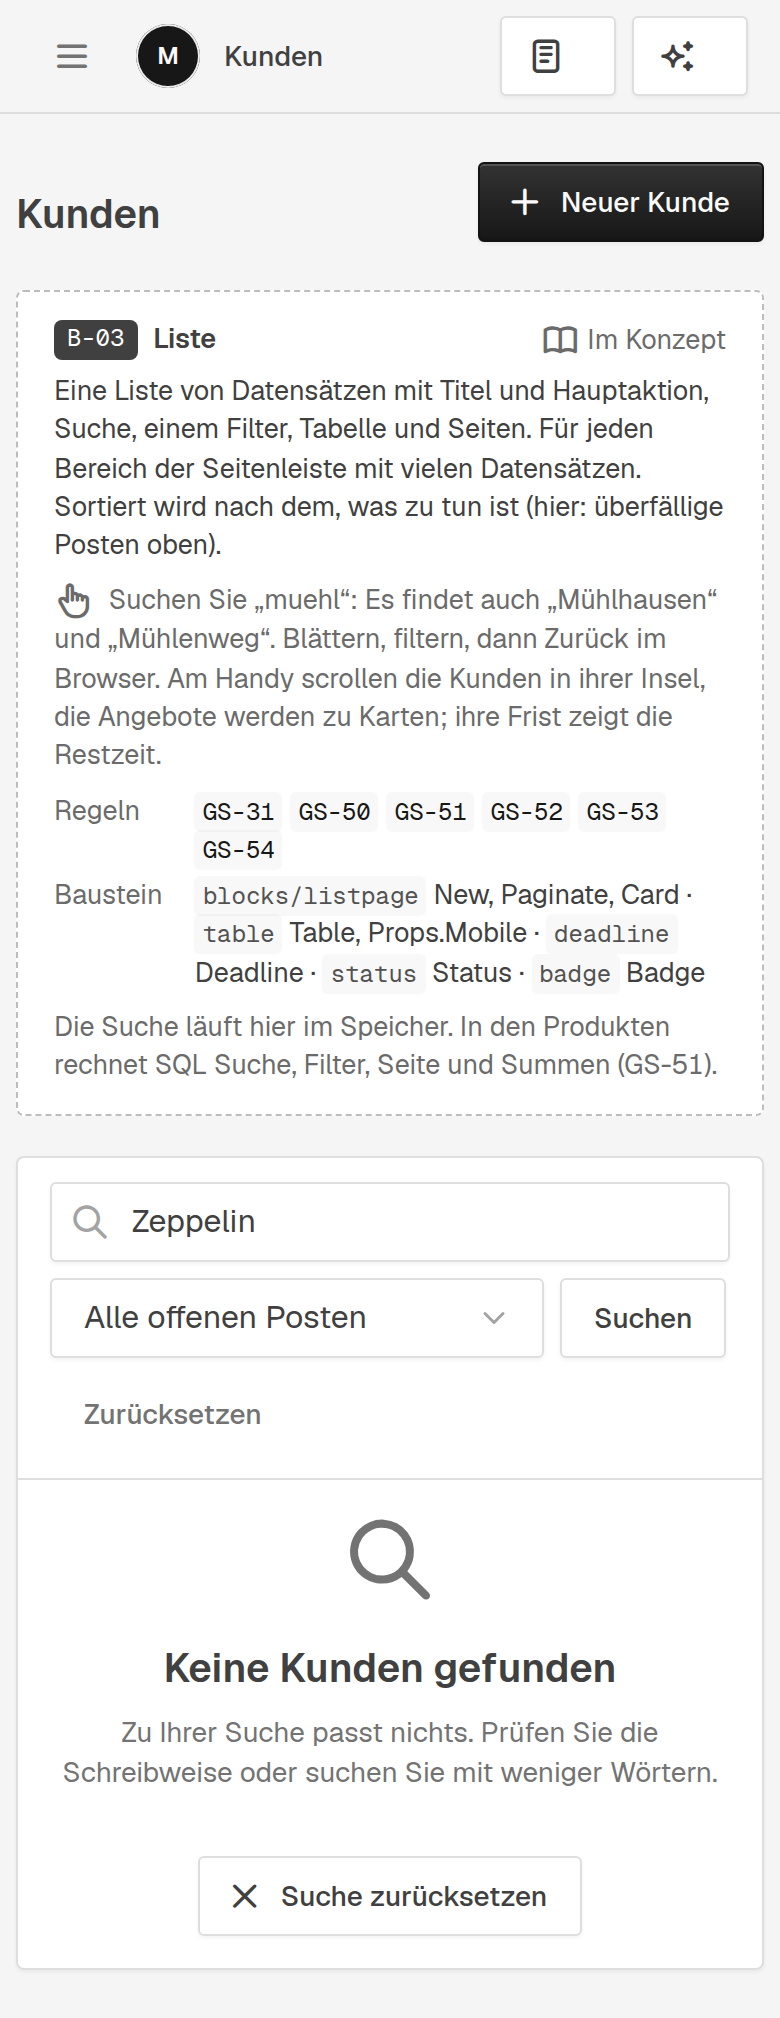 M Kunden
Kunden
Neuer Kunde
B-03 Liste Im Konzept
Eine Liste von Datensätzen mit Titel und Hauptaktion,
Suche, einem Filter, Tabelle und Seiten. Für jeden
Bereich der Seitenleiste mit vielen Datensätzen.
Sortiert wird nach dem, was zu tun ist (hier: überfällige
Posten oben).
Suchen Sie „muehl“: Es findet auch „Mühlhausen“
und „Mühlenweg“. Blättern, filtern, dann Zurück im
Browser. Am Handy scrollen die Kunden in ihrer Insel,
die Angebote werden zu Karten; ihre Frist zeigt die
Restzeit.
Regeln GS-31 GS-50 GS-51 GS-52 GS-53
GS-54
Baustein blocks/listpage New, Paginate, Card ·
table Table, Props.Mobile · deadline
Deadline · status Status · badge Badge
Die Suche läuft hier im Speicher. In den Produkten
rechnet SQL Suche, Filter, Seite und Summen (GS-51).
Zeppelin
Alle offenen Posten Suchen
Zurücksetzen
Keine Kunden gefunden
Zu Ihrer Suche passt nichts. Prüfen Sie die
Schreibweise oder suchen Sie mit weniger Wörtern.
Suche zurücksetzen